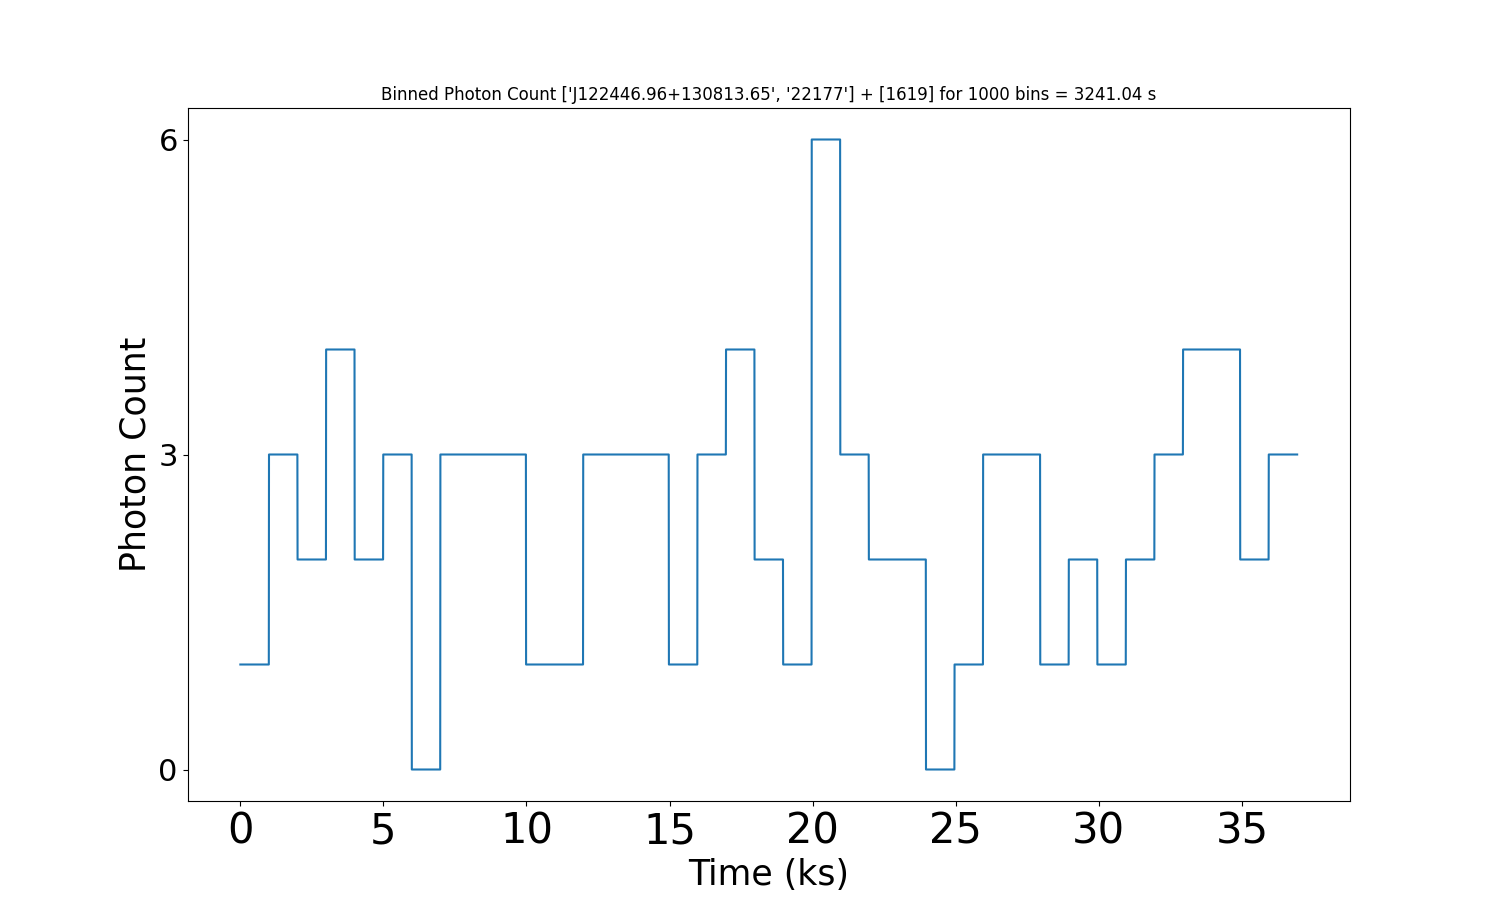 Binned Photon Count ['J122446.96+130813.65', '22177'] + [1619] for 1000 bins = 3241.04 s
Photon Count
6
3
0
0 5 10 15 20 25 30 35
Time (ks)